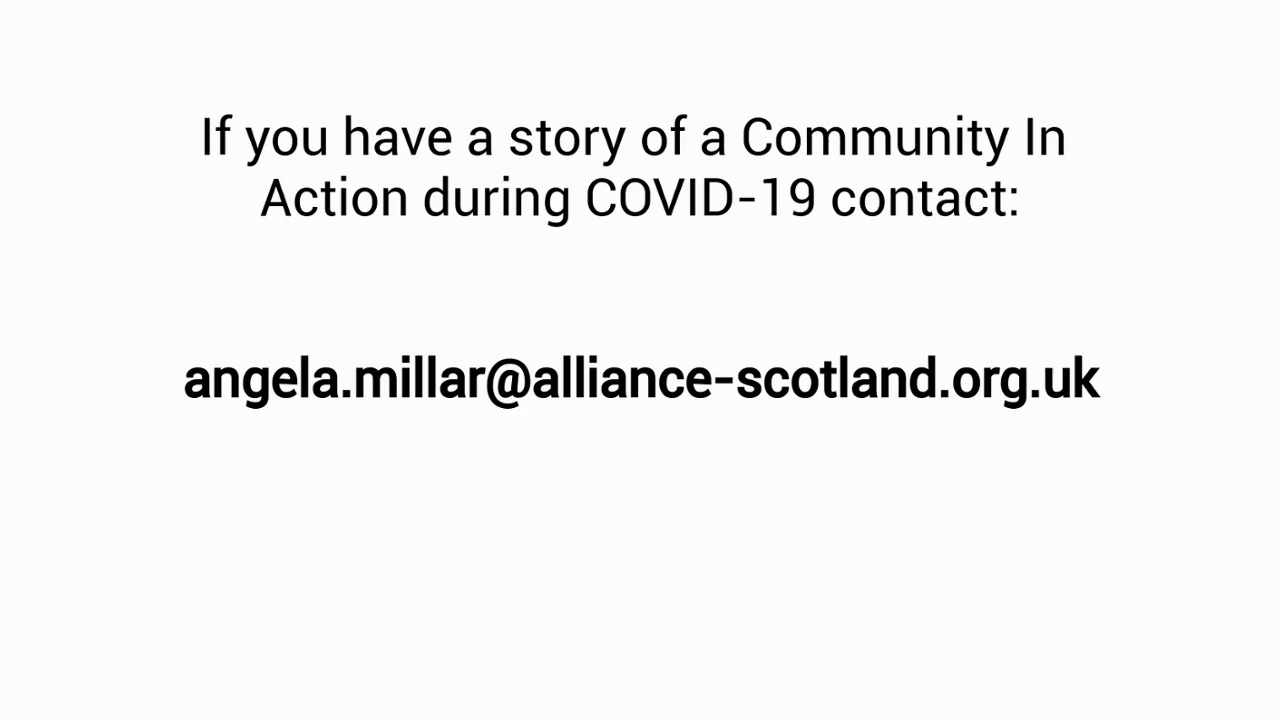 If you have a story of a Community In
Action during COVID-19 contact:
angela.millar@alliance-scotland.org.uk